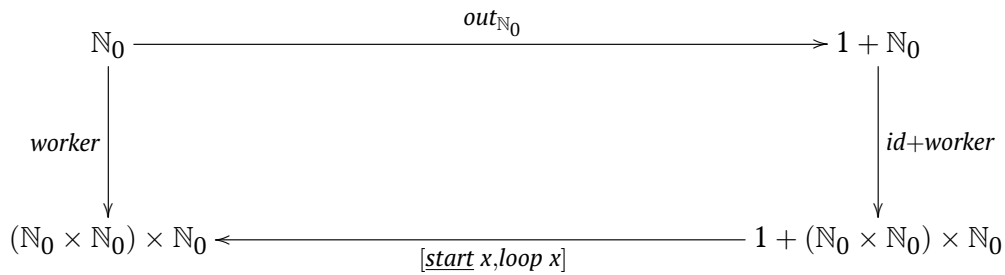 out_ℕ₀
ℕ₀ 1 + ℕ₀
worker id+worker
(ℕ₀ × ℕ₀) × ℕ₀ 1 + (ℕ₀ × ℕ₀) × ℕ₀
[start x,loop x]